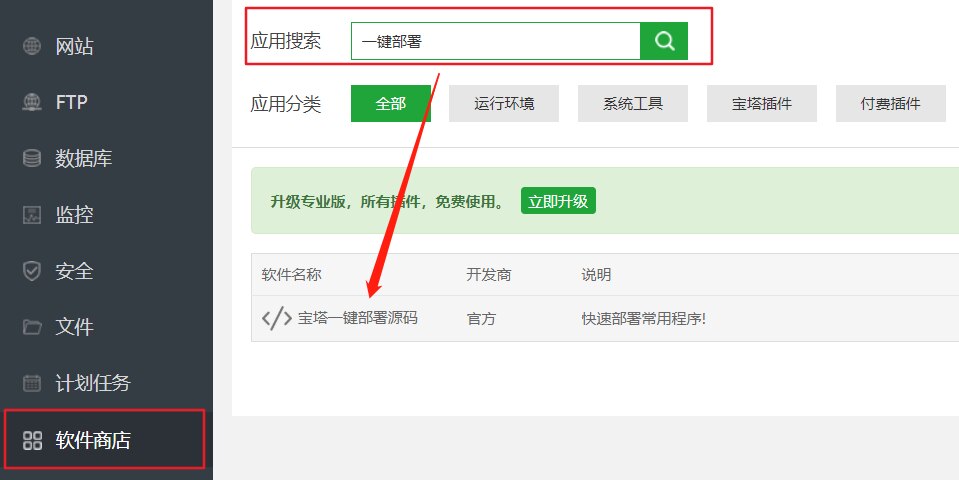 网站
FTP
数据库
监控
安全
文件
计划任务
软件商店
应用搜索 一键部署
应用分类 全部 运行环境 系统工具 宝塔插件 付费插件
升级专业版，所有插件，免费使用。 立即升级
软件名称 开发商 说明
宝塔一键部署源码 官方 快速部署常用程序!